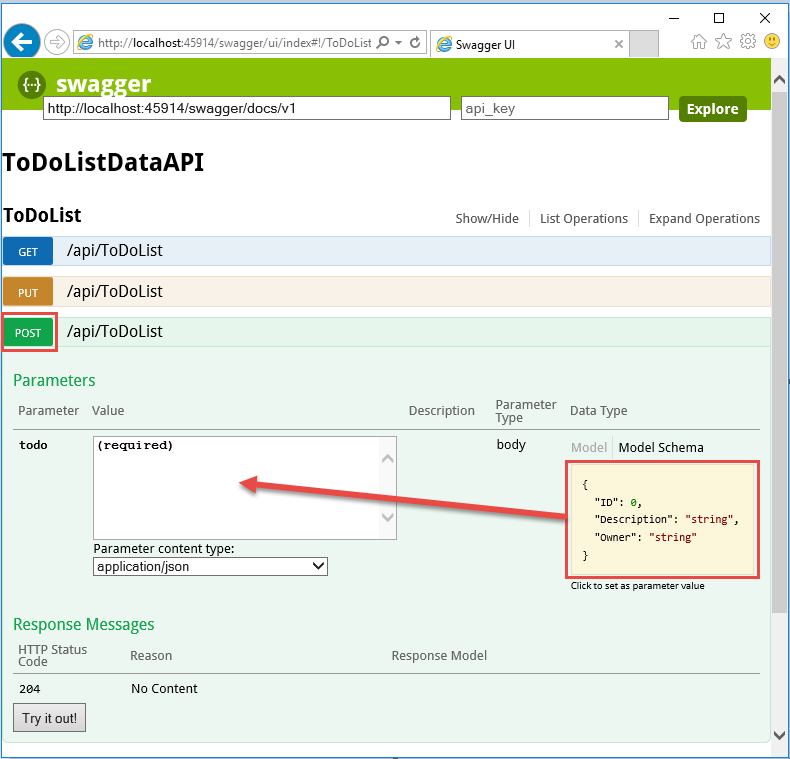 http://localhost:45914/swagger/ui/index#!/ToDoList
Swagger UI
{··}
swagger
http://localhost:45914/swagger/docs/v1
api_key
Explore
ToDoListDataAPI
ToDoList
Show/Hide
List Operations
Expand Operations
GET /api/ToDoList
PUT /api/ToDoList
POST /api/ToDoList
Parameters
Parameter Value Description Parameter Type Data Type
todo
(required)
body
Model Model Schema
{
"ID": 0,
"Description": "string",
"Owner": "string"
}
Click to set as parameter value
Parameter content type:
application/json
Response Messages
HTTP Status Code Reason Response Model
204 No Content
Try it out!